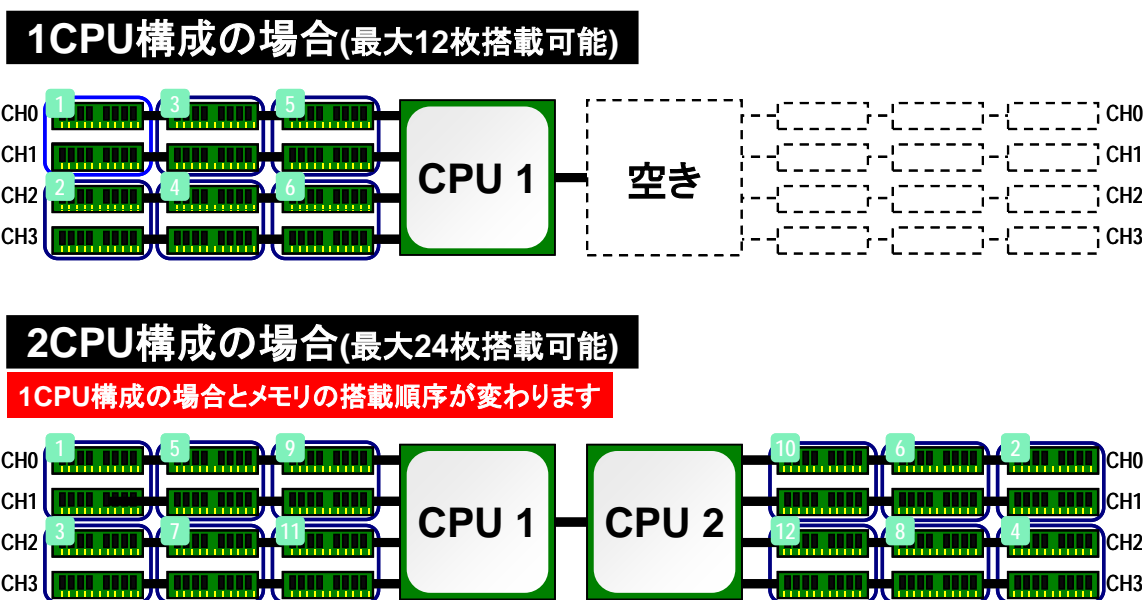 1CPU構成の場合(最大12枚搭載可能)
CH0 1 3 5 CH0
CH1 CH1
CPU 1 空き
CH2 2 4 6 CH2
CH3 CH3
2CPU構成の場合(最大24枚搭載可能)
1CPU構成の場合とメモリの搭載順序が変わります
CH0 1 5 9 10 6 2 CH0
CH1 CH1
CPU 1 CPU 2
CH2 3 7 11 12 8 4 CH2
CH3 CH3